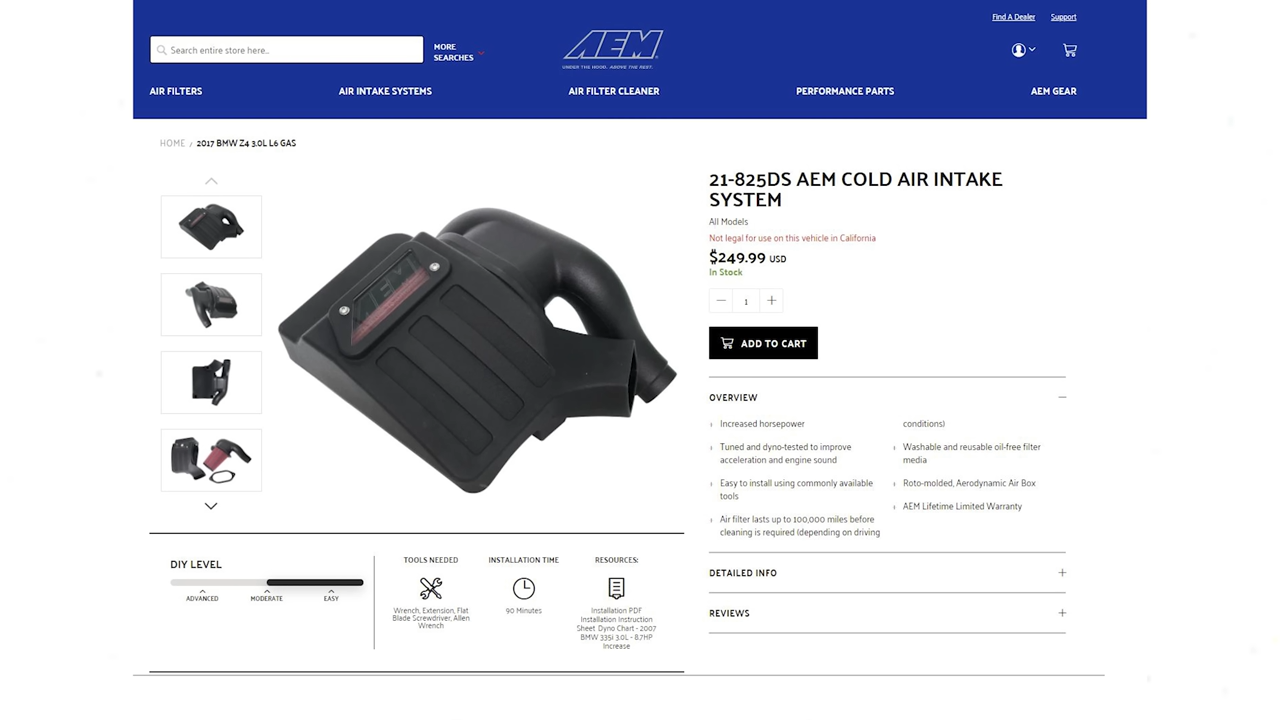 Find A Dealer
Support
Search entire store here..
MORE
SEARCHES
AEM
UNDER THE HOOD. ABOVE THE REST.
AIR FILTERS
AIR INTAKE SYSTEMS
AIR FILTER CLEANER
PERFORMANCE PARTS
AEM GEAR
HOME / 2017 BMW Z4 3.0L L6 GAS
AEM
21-825DS AEM COLD AIR INTAKE
SYSTEM
All Models
Not legal for use on this vehicle in California
$249.99 USD
In Stock
1
ADD TO CART
OVERVIEW
Increased horsepower
Tuned and dyno-tested to improve
acceleration and engine sound
Easy to install using commonly available
tools
Air filter lasts up to 100,000 miles before
cleaning is required (depending on driving
conditions)
Washable and reusable oil-free filter
media
Roto-molded, Aerodynamic Air Box
AEM Lifetime Limited Warranty
DETAILED INFO
REVIEWS
DIY LEVEL
ADVANCED
MODERATE
EASY
TOOLS NEEDED
Wrench, Extension, Flat
Blade Screwdriver, Allen
Wrench
INSTALLATION TIME
90 Minutes
RESOURCES:
Installation PDF
Installation Instruction
Sheet Dyno Chart - 2007
BMW 335i 3.0L - 8.7HP
Increase